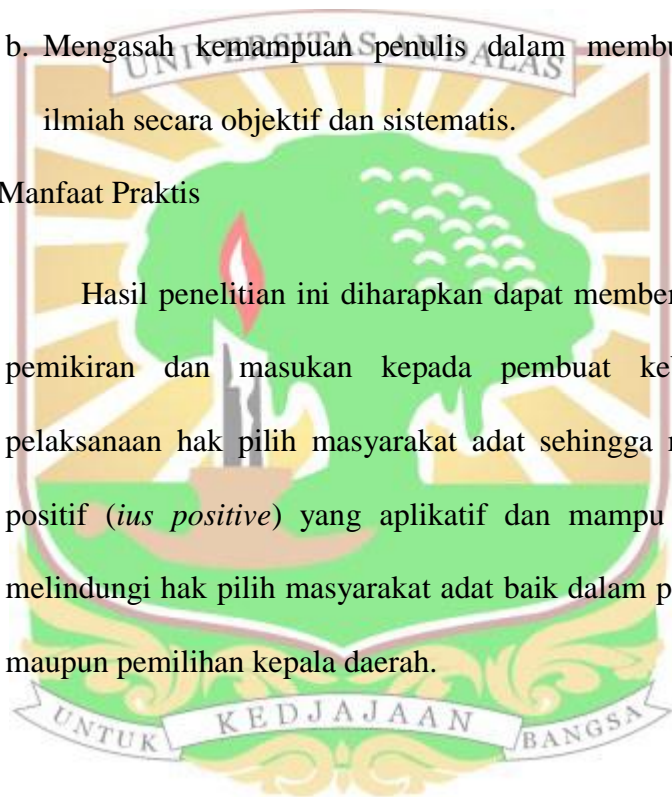 b. Mengasah kemampuan penulis dalam membu
UNIVERSITAS ANDALAS
ilmiah secara objektif dan sistematis.
Manfaat Praktis
Hasil penelitian ini diharapkan dapat member
pemikiran dan masukan kepada pembuat ke
pelaksanaan hak pilih masyarakat adat sehingga
positif (ius positive) yang aplikatif dan mampu
melindungi hak pilih masyarakat adat baik dalam p
maupun pemilihan kepala daerah.
UNTUK KEDJAJAAN BANGSA